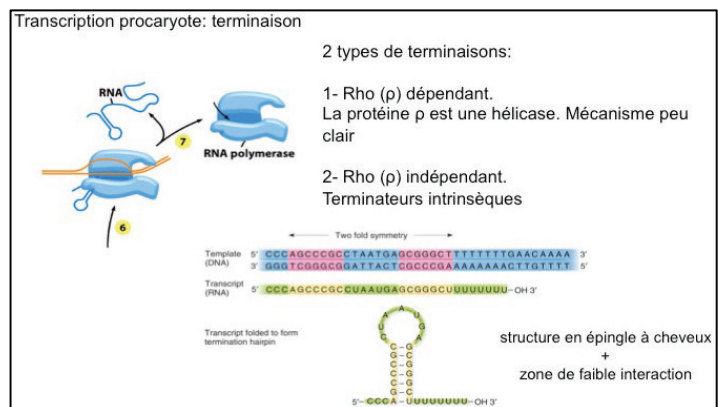 Transcription procaryote: terminaison
2 types de terminaisons:
1- Rho (ρ) dépendant.
La protéine ρ est une hélicase. Mécanisme peu
clair
2- Rho (ρ) indépendant.
Terminateurs intrinsèques
RNA
7
RNA polymerase
6
Two fold symmetry
Template
(DNA)
5' CCCAGCCCGCCTAATGAGCGGGCTTTTTTTTGAACAAAA 3'
3' GGGTCGGGCGGATTACTCGCCCGAAAAAAAACTTGTTTT 5'
Transcript
(RNA)
5' CCCAGCCCGCCUAAUGAGCGGGCUUUUUUUU-OH 3'
Transcript folded to form
termination hairpin
A A
U U
C G
U A
C-G
C-G
G-C
C-G
C-G
C-G
G-C
5'-CCCA UUUUUUUU-OH 3'
structure en épingle à cheveux
+
zone de faible interaction